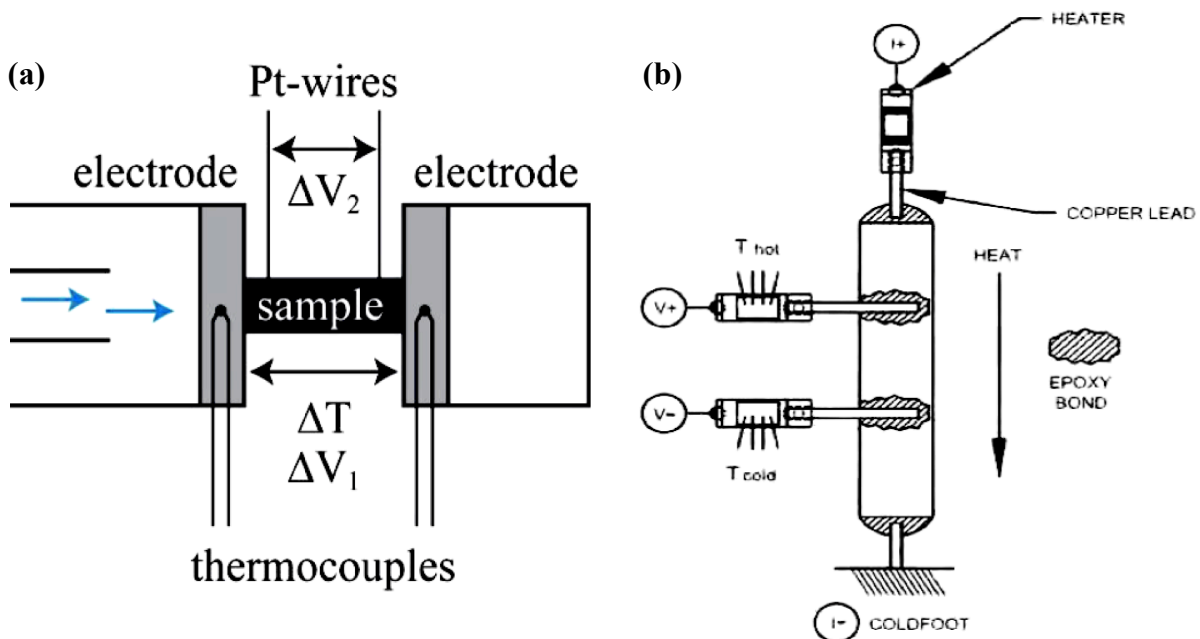 (a)
Pt-wires
electrode
electrode
ΔV₂
sample
ΔT
ΔV₁
thermocouples
(b)
I+
HEATER
COPPER LEAD
HEAT
T hot
V+
V-
T cold
EPOXY
BOND
I-
COLDFOOT